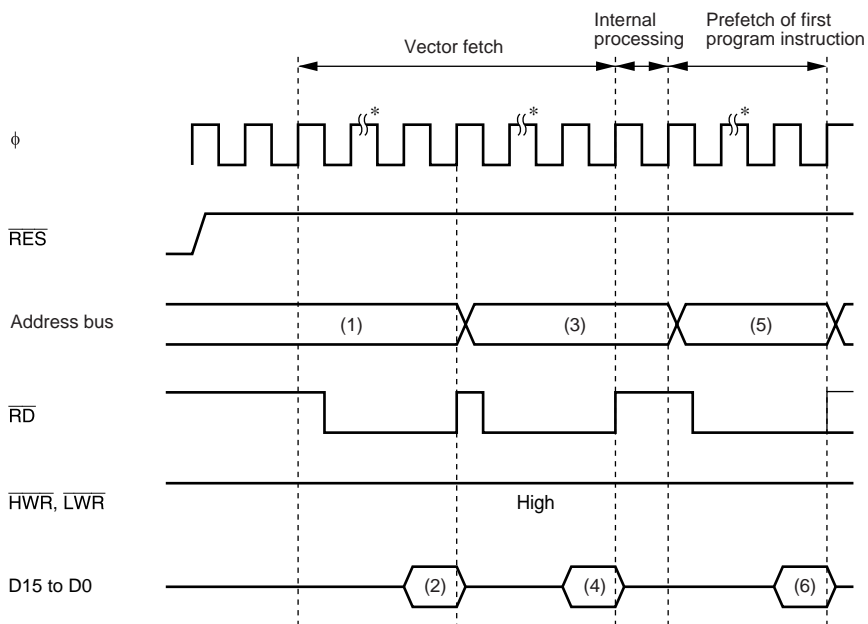 Vector fetch
Internal
processing
Prefetch of first
program instruction
ϕ
*
*
*
RES
Address bus
(1)
(3)
(5)
RD
HWR, LWR
High
D15 to D0
(2)
(4)
(6)